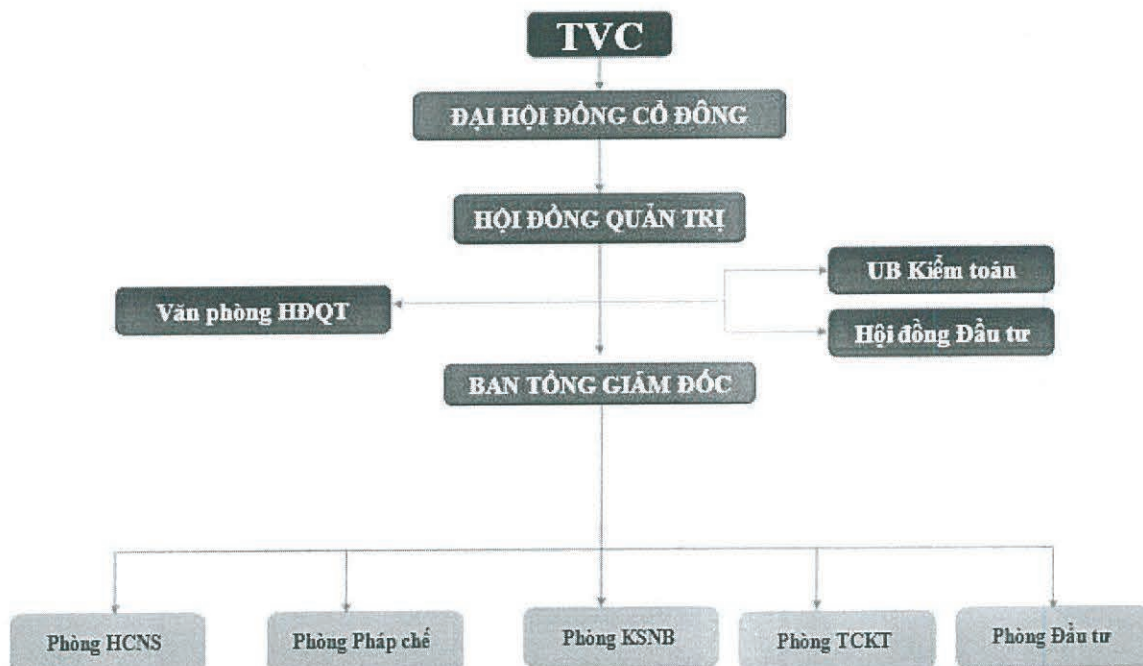 TVC
ĐẠI HỘI ĐỒNG CỔ ĐÔNG
HỘI ĐỒNG QUẢN TRỊ
UB Kiểm toán
Văn phòng HĐQT
Hội đồng Đầu tư
BAN TỔNG GIÁM ĐỐC
Phòng HCNS
Phòng Pháp chế
Phòng KSNB
Phòng TCKT
Phòng Đầu tư